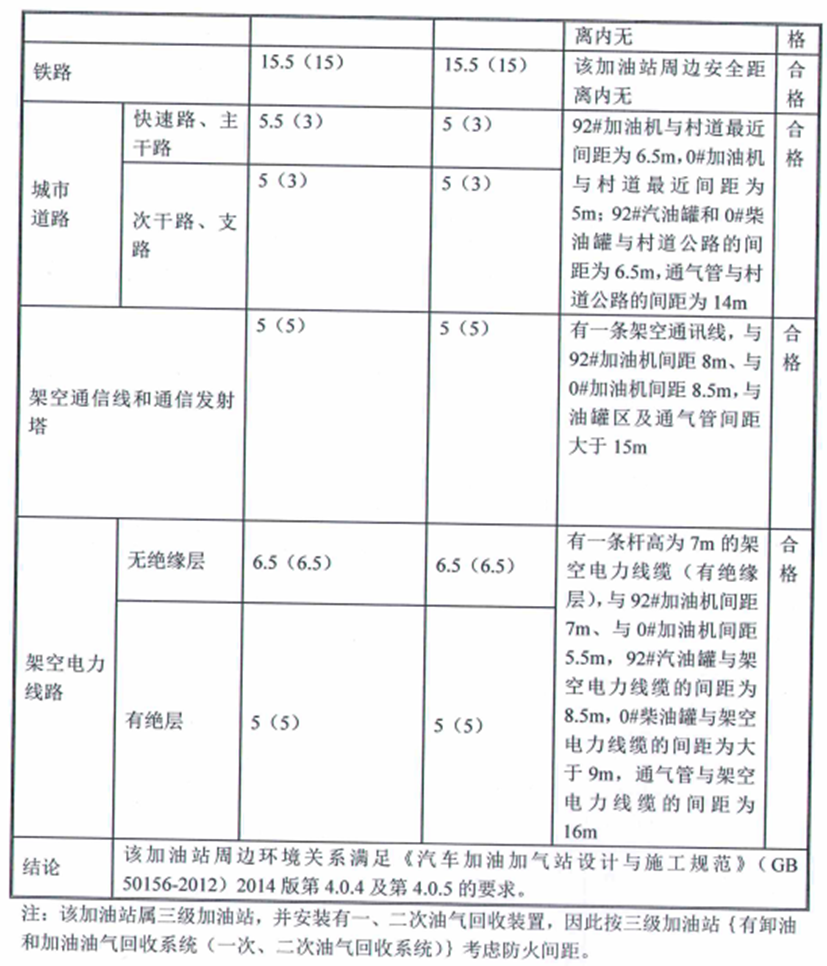 离内无
格
铁路
15.5（15）
15.5（15）
该加油站周边安全距
离内无
合
格
城市
道路
快速路、主
干路
5.5（3）
5（3）
次干路、支
路
5（3）
5（3）
92#加油机与村道最近
间距为 6.5m，0#加油机
与村道最近间距为
5m；92#汽油罐和 0#柴
油罐与村道公路的间
距为 6.5m，通气管与村
道公路的间距为 14m
合
格
架空通信线和通信发射
塔
5（5）
5（5）
有一条架空通讯线，与
92#加油机间距 8m、与
0#加油机间距 8.5m，与
油罐区及通气管间距
大于 15m
合
格
架空电力
线路
无绝缘层
6.5（6.5）
6.5（6.5）
有绝层
5（5）
5（5）
有一条杆高为 7m 的架
空电力线缆（有绝缘
层），与 92#加油机间距
7m、与 0#加油机间距
5.5m，92#汽油罐与架
空电力线缆的间距为
8.5m，0#柴油罐与架空
电力线缆的间距为大
于 9m，通气管与架空
电力线缆的间距为
16m
合
格
结论
该加油站周边环境关系满足《汽车加油加气站设计与施工规范》（GB
50156-2012）2014 版第 4.0.4 及第 4.0.5 的要求。
注：该加油站属三级加油站，并安装有一、二次油气回收装置，因此按三级加油站｛有卸油
和加油油气回收系统（一次、二次油气回收系统）｝考虑防火间距。